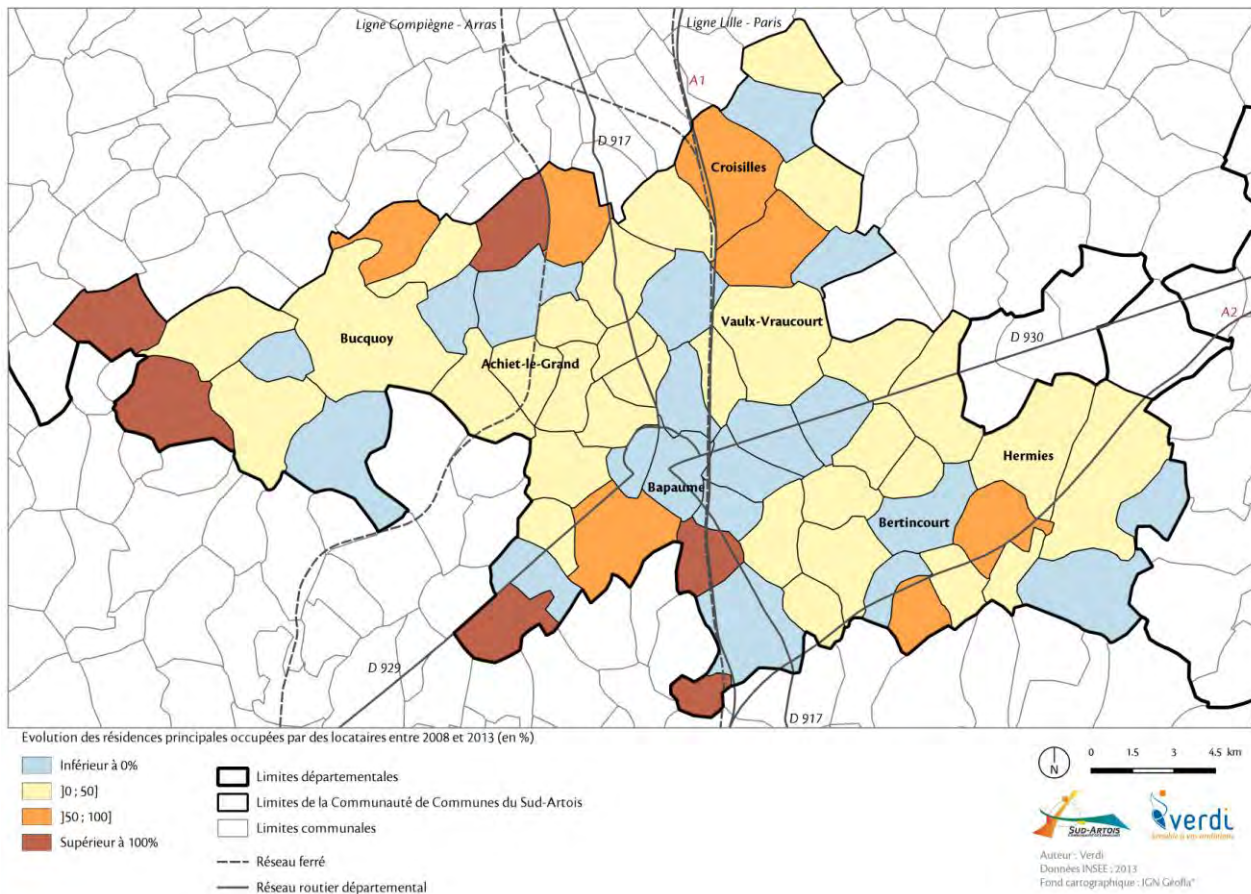 Ligne Compiègne - Arras
Ligne Lille - Paris
A1
D 917
Croisilles
Vaulx-Vraucourt
D 930
A2
Bucquoy
Achiet-le-Grand
Hermies
Bapaume
Bertincourt
D 929
D 917
Evolution des résidences principales occupées par des locataires entre 2008 et 2013 (en %)
Inférieur à 0%
]0 ; 50]
]50 ; 100]
Supérieur à 100%
Limites départementales
Limites de la Communauté de Communes du Sud-Artois
Limites communales
Réseau ferré
Réseau routier départemental
N
0 1.5 3 4.5 km
SUD-ARTOIS
verdi
Auteur : Verdi
Données INSEE : 2013
Fond cartographique : IGN Géofla®